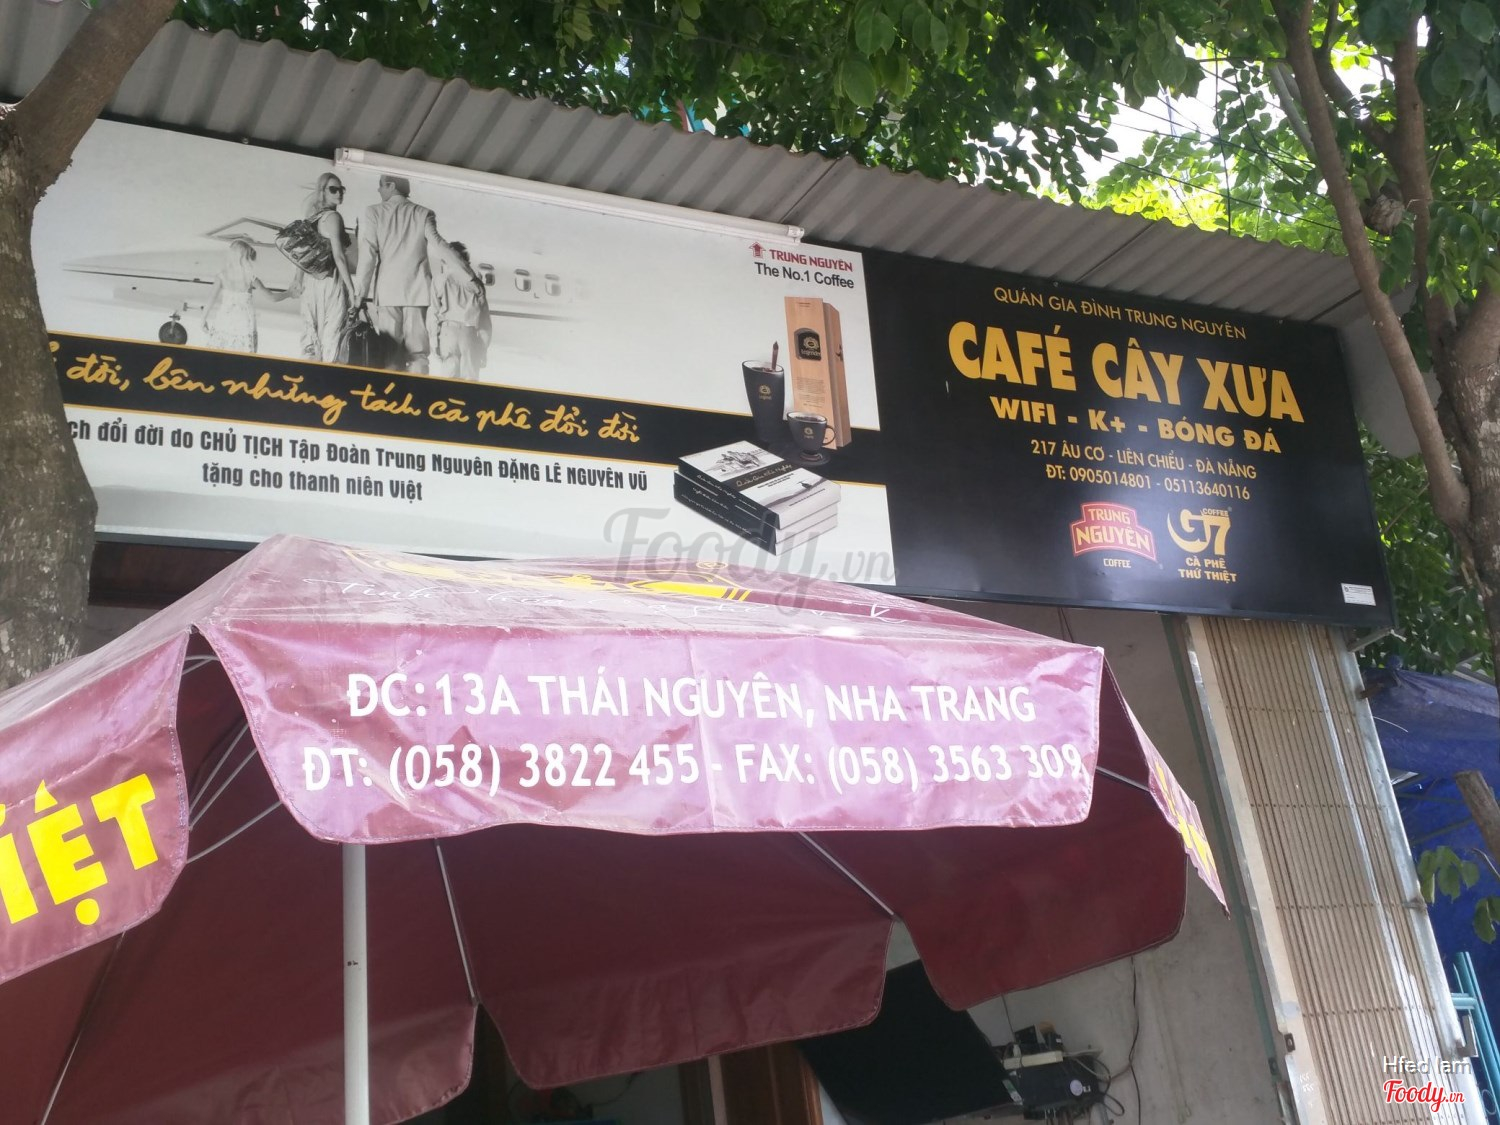 TRUNG NGUYÊN
The No.1 Coffee
đời, bên những tách cà phê đổi đời
ch đổi đời do CHỦ TỊCH Tập Đoàn Trung Nguyên ĐẶNG LÊ NGUYÊN VŨ
tặng cho thanh niên Việt
QUÁN GIA ĐÌNH TRUNG NGUYÊN
CAFÉ CÂY XƯA
WIFI - K+ - BÓNG ĐÁ
217 ÂU CƠ - LIÊN CHIỂU - ĐÀ NẴNG
ĐT: 0905014801 - 05113640116
TRUNG NGUYÊN
COFFEE
COFFEE
G7
CÀ PHÊ
THỨ THIỆT
Foody.vn
ĐC: 13A THÁI NGUYÊN, NHA TRANG
ĐT: (058) 3822 455 - FAX: (058) 3563 309
IỆT
Hfed lam
Foody.vn